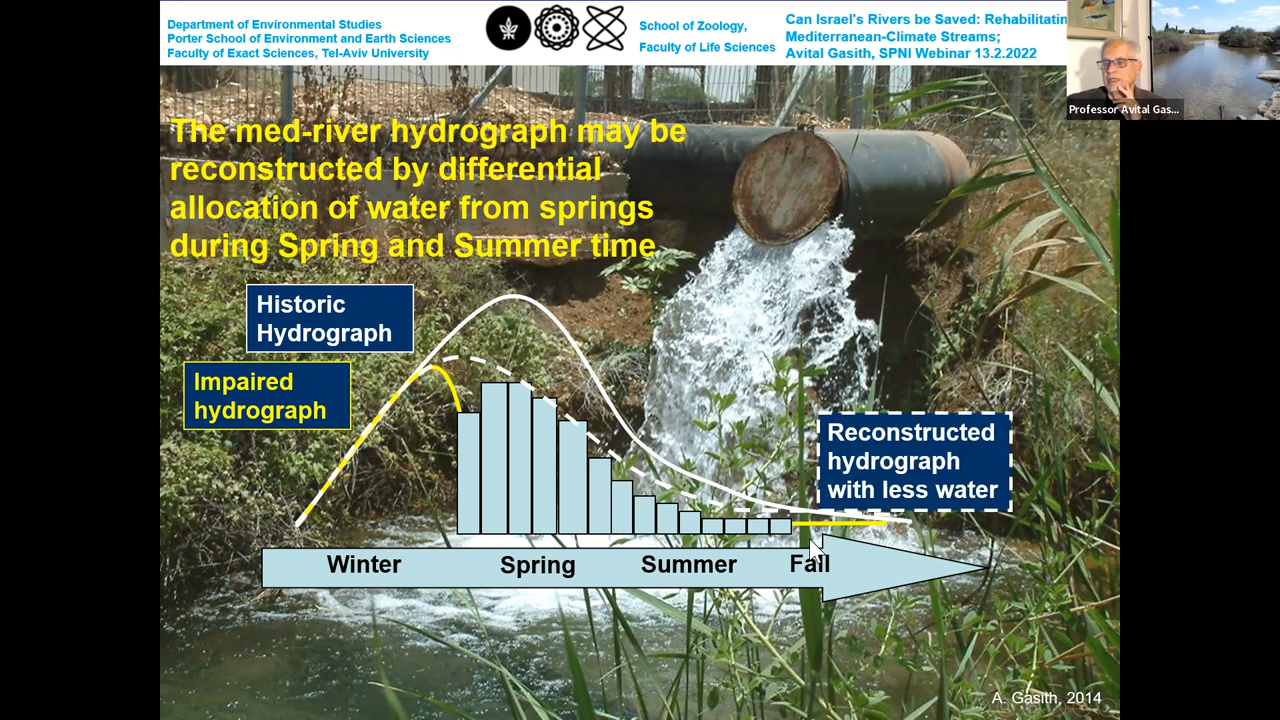 Department of Environmental Studies
Porter School of Environment and Earth Sciences
Faculty of Exact Sciences, Tel-Aviv University
School of Zoology,
Faculty of Life Sciences
Can Israel's Rivers be Saved: Rehabilitatin
Mediterranean-Climate Streams;
Avital Gasith, SPNI Webinar 13.2.2022
Professor Avital Gas...
The med-river hydrograph may be
reconstructed by differential
allocation of water from springs
during Spring and Summer time
Historic
Hydrograph
Impaired
hydrograph
Reconstructed
hydrograph
with less water
Winter Spring Summer Fall
A. Gasith, 2014